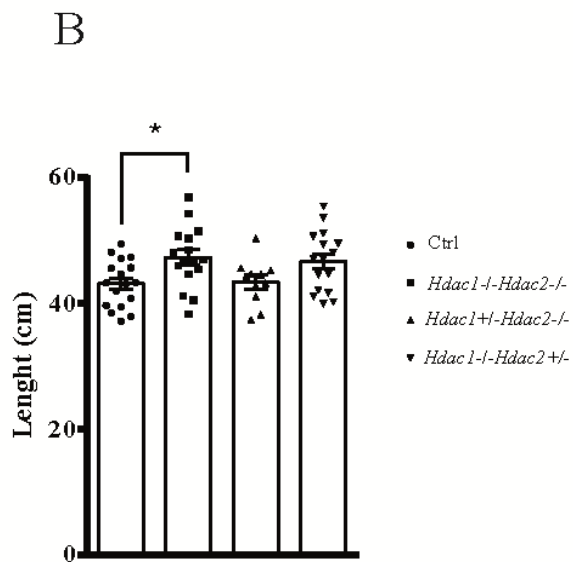 B
*
60
40
20
0
Lenght (cm)
Ctrl
Hdac1-/-Hdac2-/-
Hdac1+/-Hdac2-/-
Hdac1-/-Hdac2+/-